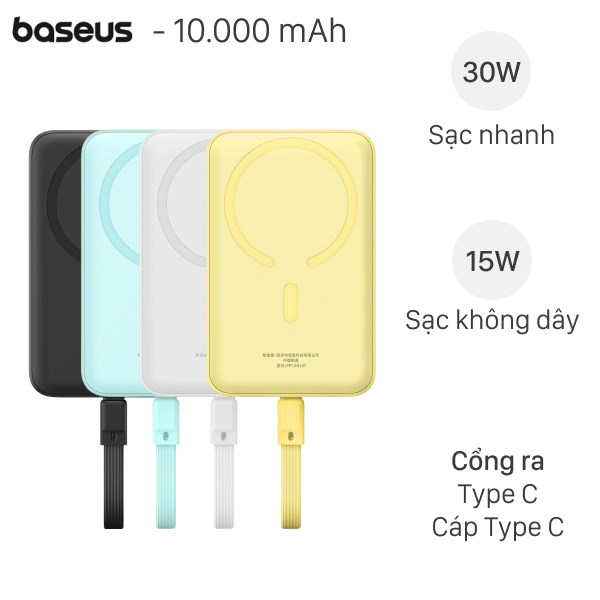 baseus - 10.000 mAh
30W
Sạc nhanh
15W
Sạc không dây
Cổng ra
Type C
Cáp Type C